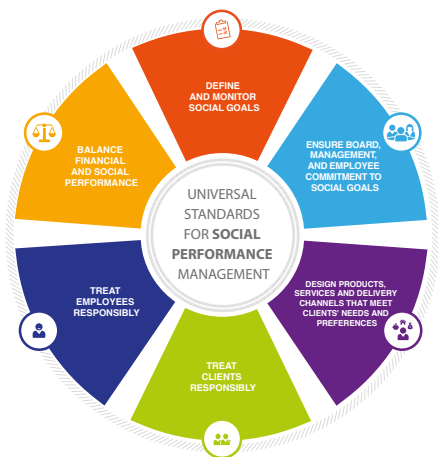 DEFINE
AND MONITOR
SOCIAL GOALS
ENSURE BOARD,
MANAGEMENT,
AND EMPLOYEE
COMMITMENT TO
SOCIAL GOALS
DESIGN PRODUCTS,
SERVICES AND DELIVERY
CHANNELS THAT MEET
CLIENTS' NEEDS AND
PREFERENCES
TREAT
CLIENTS
RESPONSIBLY
TREAT
EMPLOYEES
RESPONSIBLY
BALANCE
FINANCIAL
AND SOCIAL
PERFORMANCE
UNIVERSAL
STANDARDS
FOR SOCIAL
PERFORMANCE
MANAGEMENT